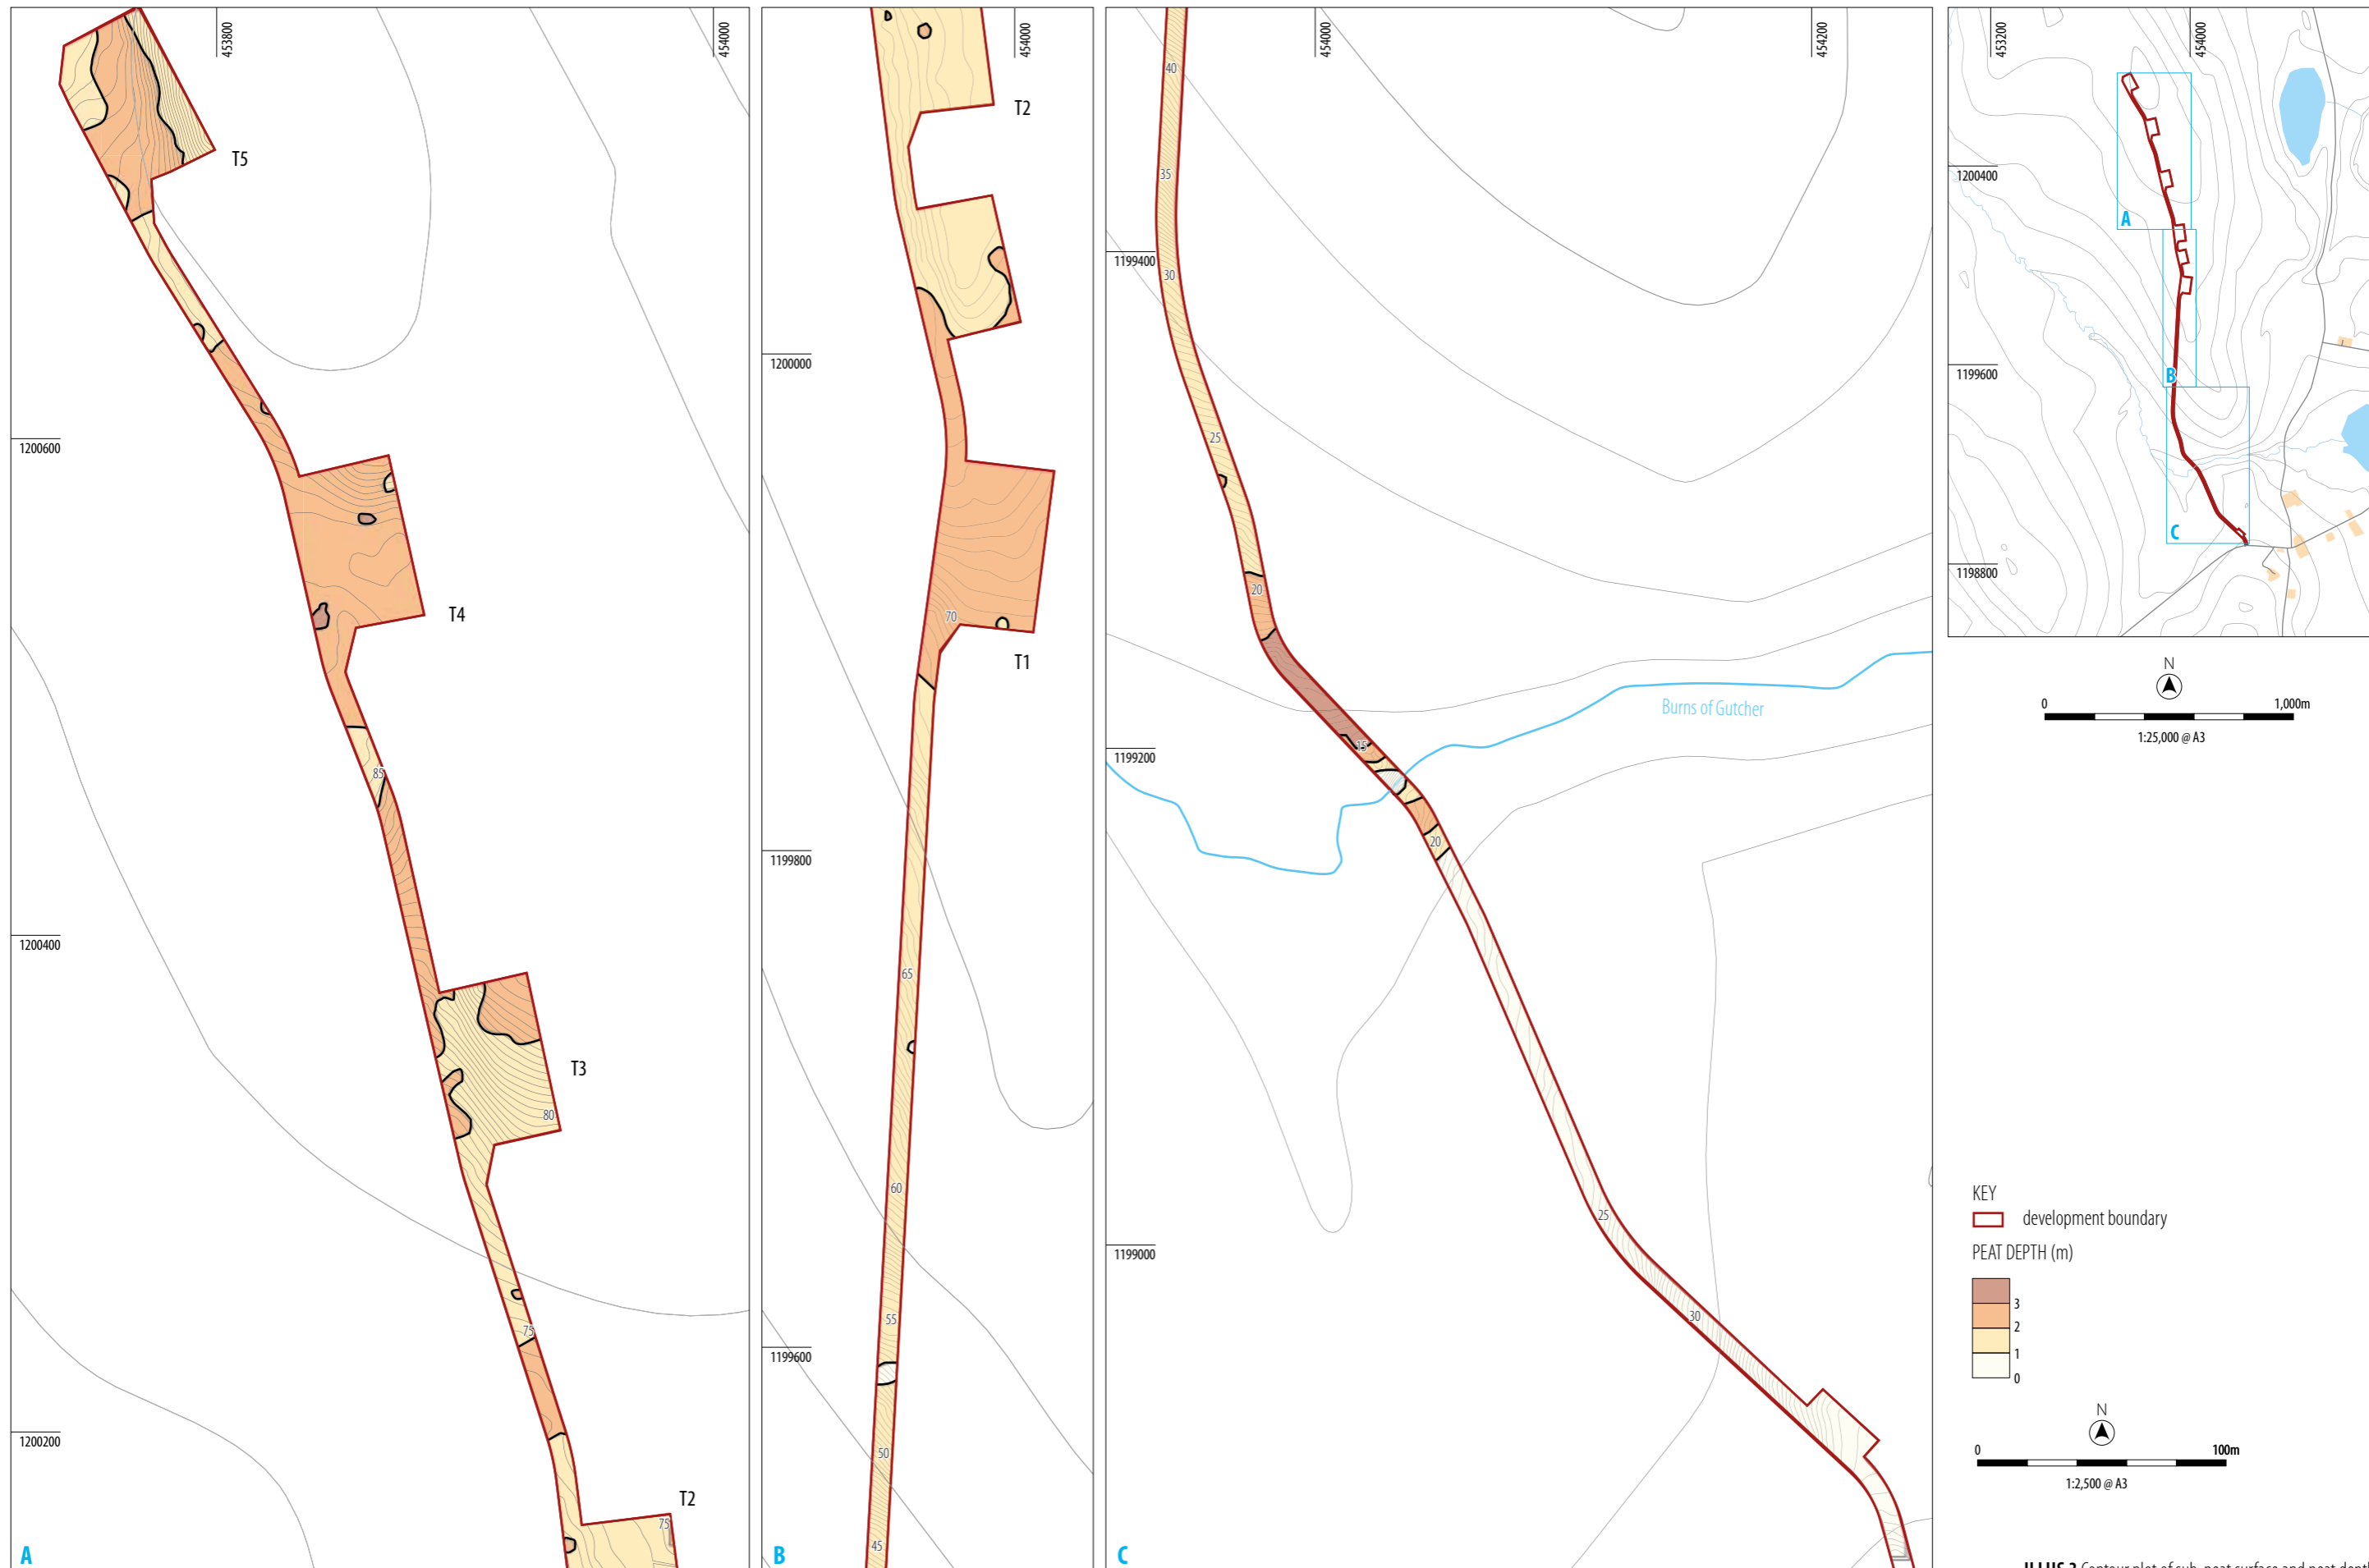 453800
454000
T5
1200600
T4
85
1200400
T3
80
75
1200200
T2
75
A
454000
T2
1200000
70
T1
1199800
65
60
55
1199600
50
45
B
454000
454200
40
35
1199400
30
25
20
15
Burns of Gutcher
1199200
20
1199000
25
30
C
453200
454000
1200400
A
1199600
B
C
1198800
N
0 1,000m
1:25,000 @ A3
KEY
development boundary
PEAT DEPTH (m)
3
2
1
0
N
0 100m
1:2,500 @ A3